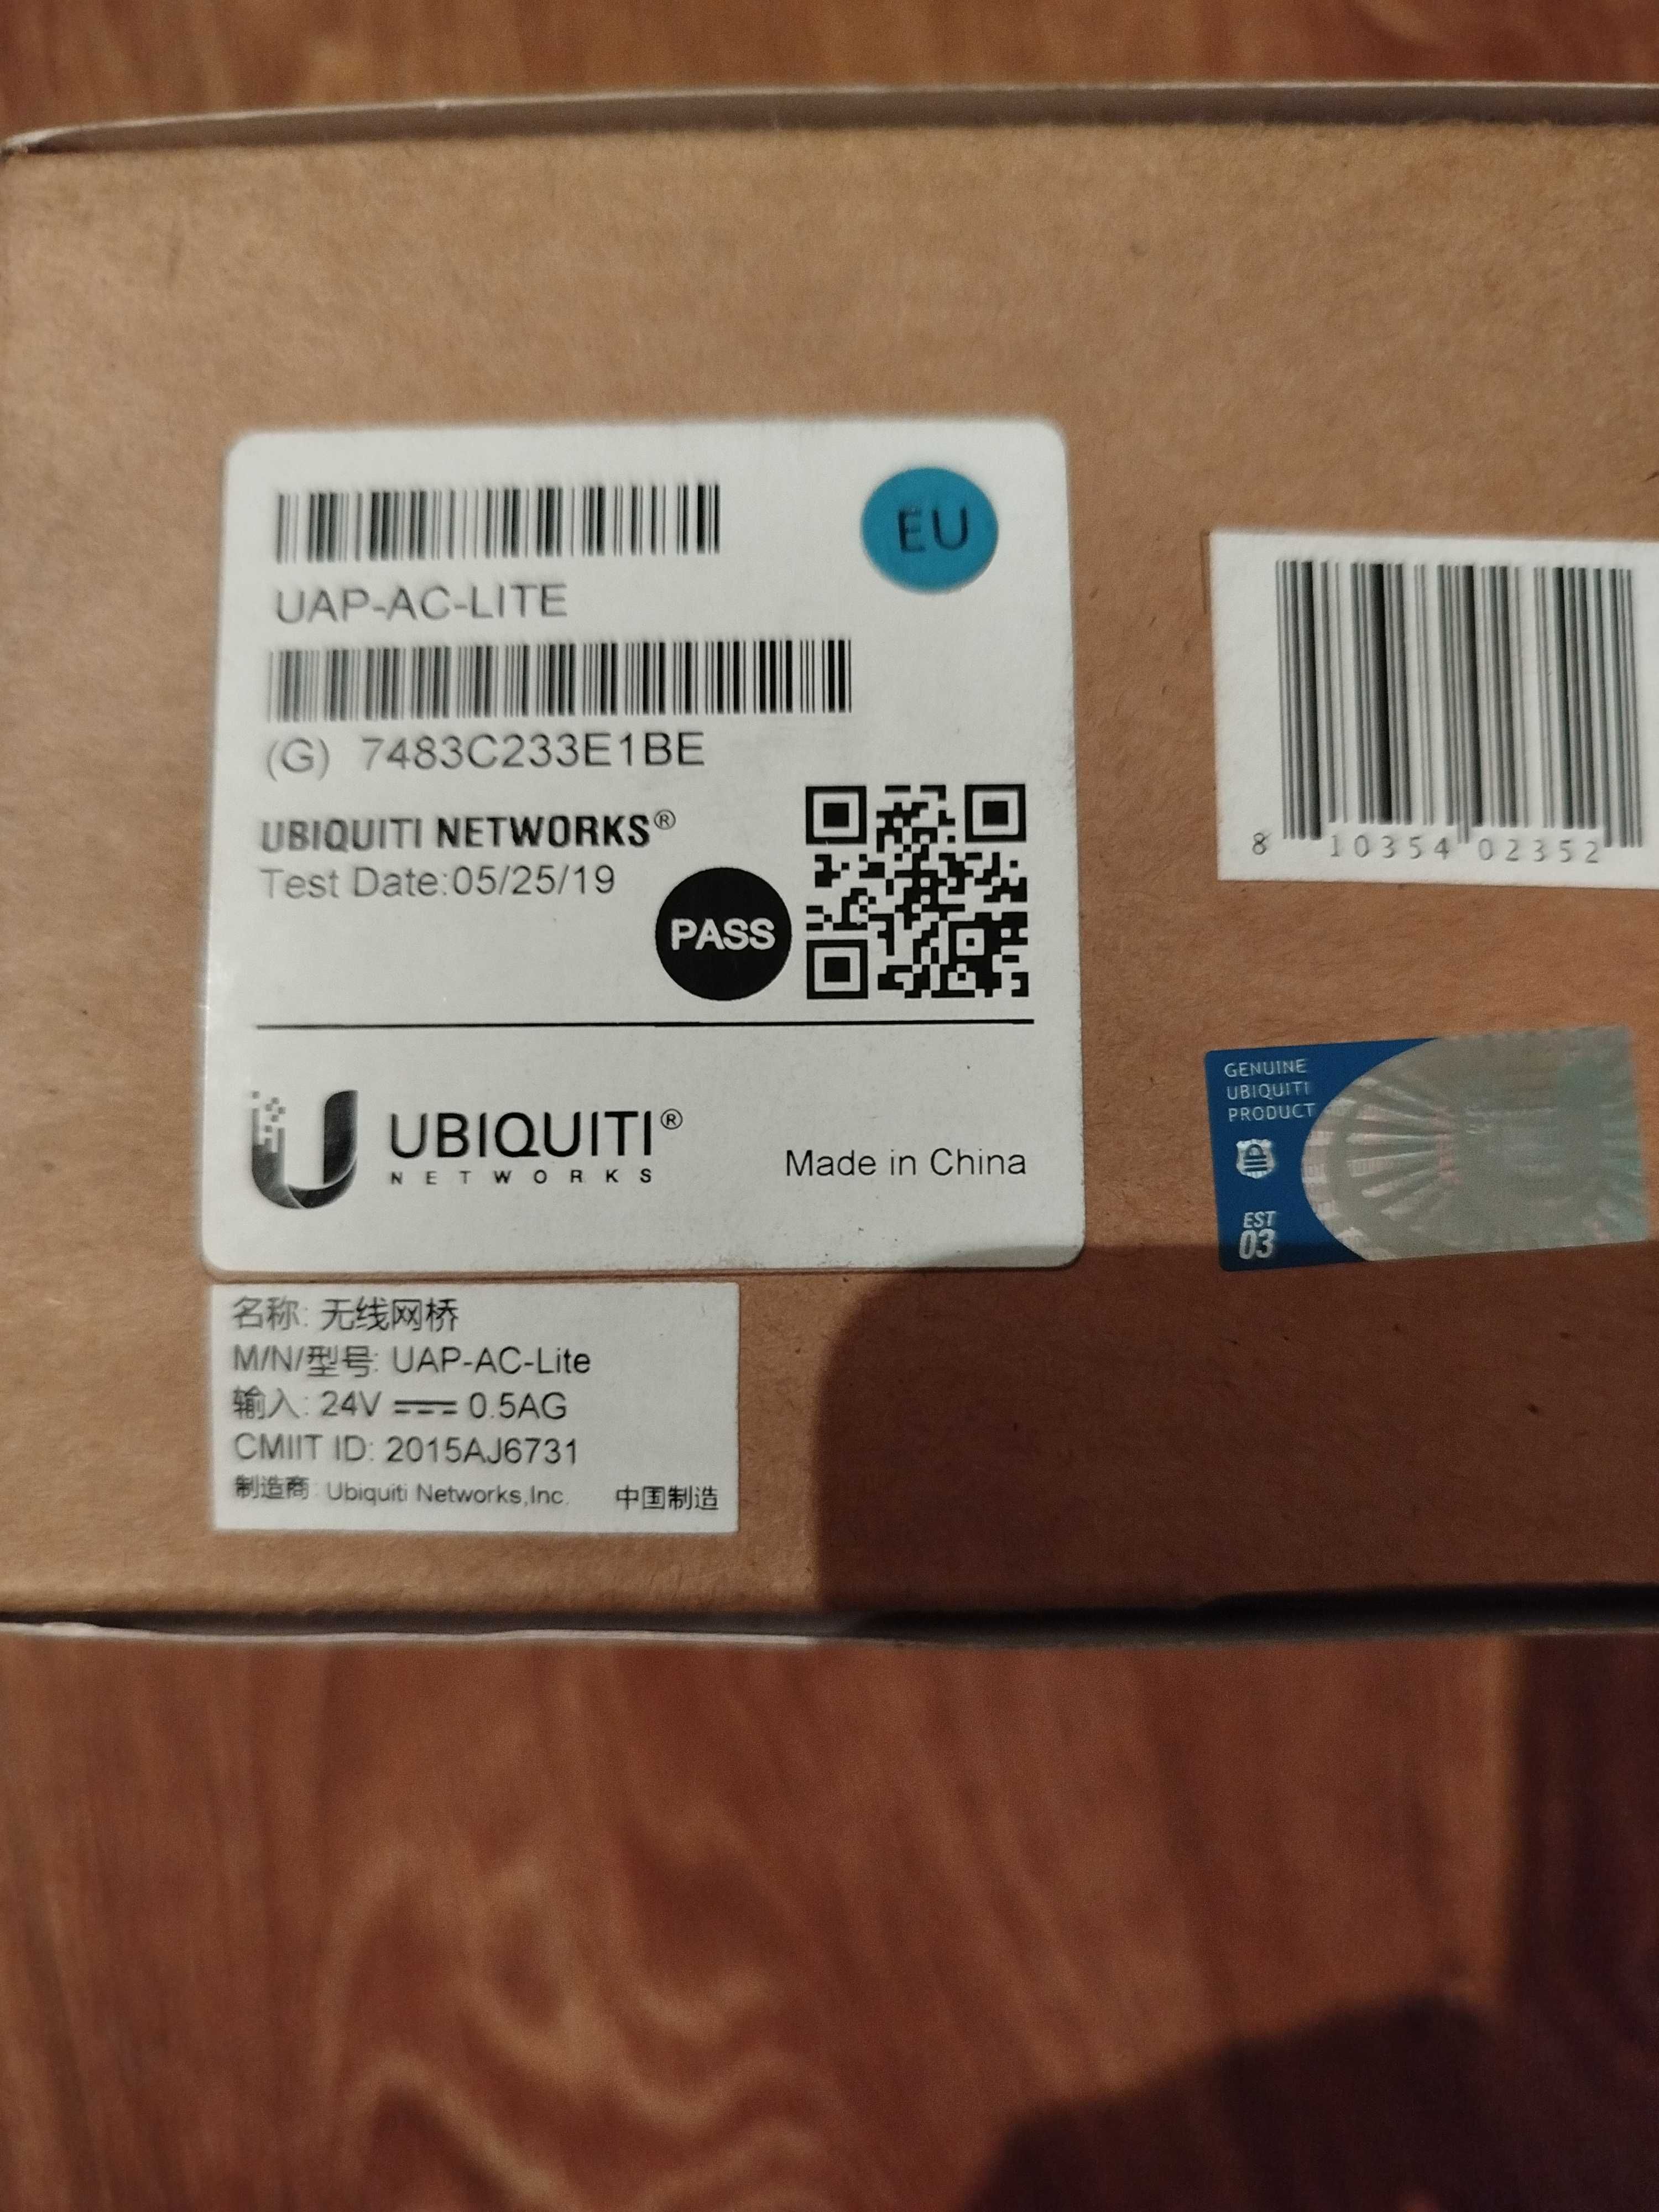 EU
UAP-AC-LITE
(G) 7483C233E1BE
UBIQUITI NETWORKS®
Test Date:05/25/19
PASS
UBIQUITI®
NETWORKS
Made in China
名称: 无线网桥
M/N/型号: UAP-AC-Lite
输入: 24V ⎓ 0.5AG
CMIIT ID: 2015AJ6731
制造商: Ubiquiti Networks,Inc. 中国制造
8 10354 02352
GENUINE
UBIQUITI
PRODUCT
EST
03